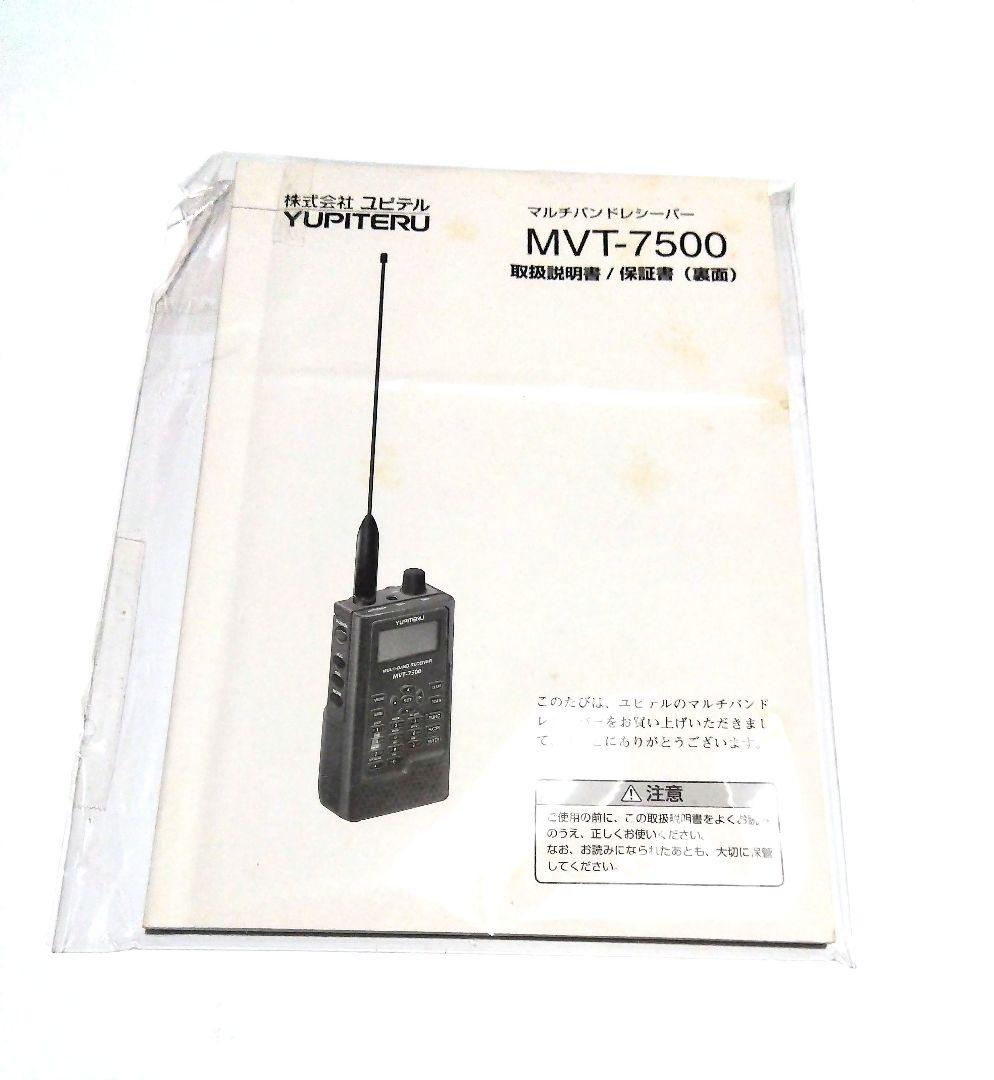 株式会社 ユピテル
YUPITERU
マルチバンドレシーバー
MVT-7500
取扱説明書 / 保証書（裏面）
YUPITERU
MULTI-BAND RECEIVER
MVT-7500
このたびは、ユピテルのマルチバンド
レ バーをお買い上げいただきまし
て、 にありがとうございます。
注意
ご使用の前に、この取扱説明書をよくお読み
のうえ、正しくお使いください。
なお、お読みになられたあとも、大切に保管
してください。